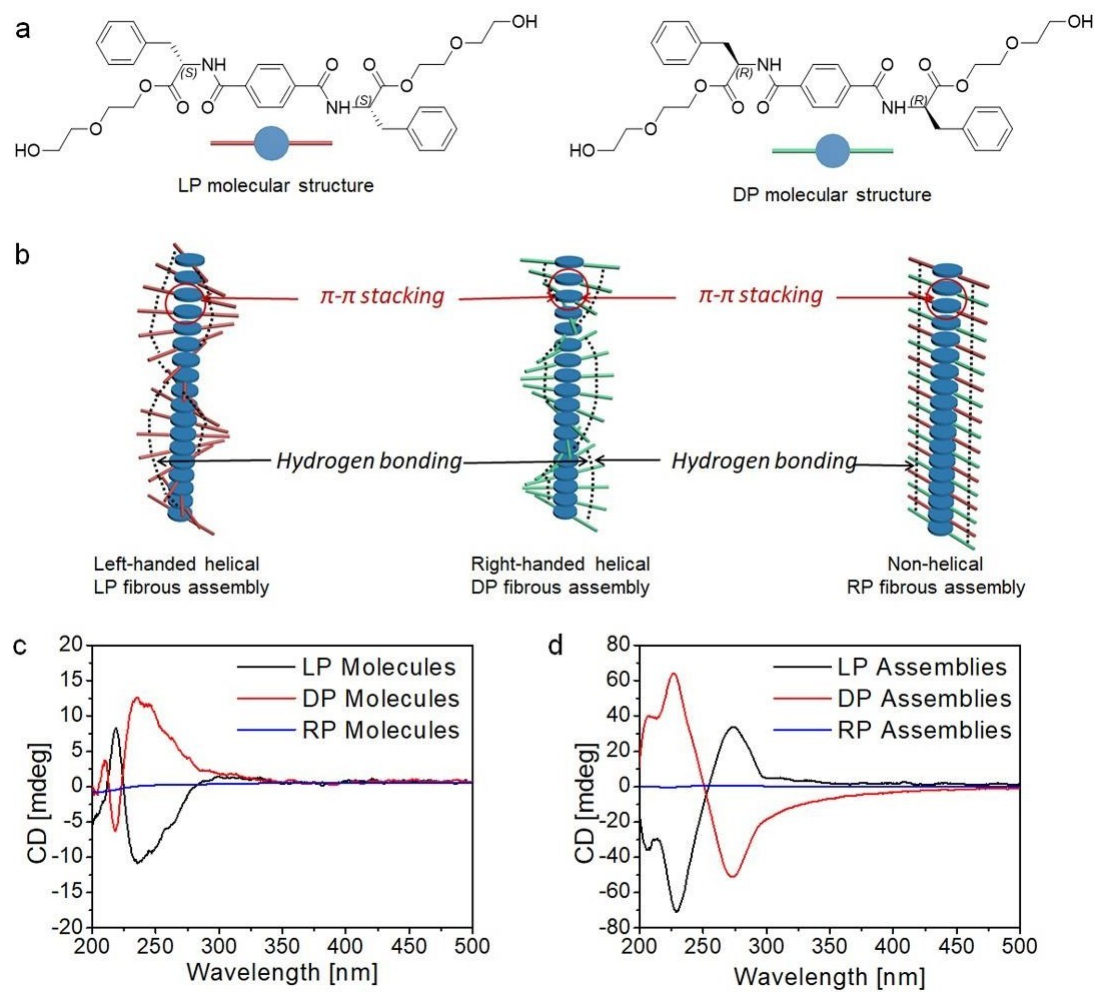 a
OH
O
(S)
N
H
O
O
O
O
O
O
O
NH
(S)
O
O
HO
LP molecular structure
OH
O
(R)
N
H
O
O
O
O
O
O
O
NH
(R)
O
O
HO
DP molecular structure
b
π-π stacking
π-π stacking
Hydrogen bonding
Hydrogen bonding
Left-handed helical
LP fibrous assembly
Right-handed helical
DP fibrous assembly
Non-helical
RP fibrous assembly
c
20
15
10
5
0
-5
-10
-15
-20
CD [mdeg]
LP Molecules
DP Molecules
RP Molecules
200 250 300 350 400 450 500
Wavelength [nm]
d
80
60
40
20
0
-20
-40
-60
-80
CD [mdeg]
LP Assemblies
DP Assemblies
RP Assemblies
200 250 300 350 400 450 500
Wavelength [nm]